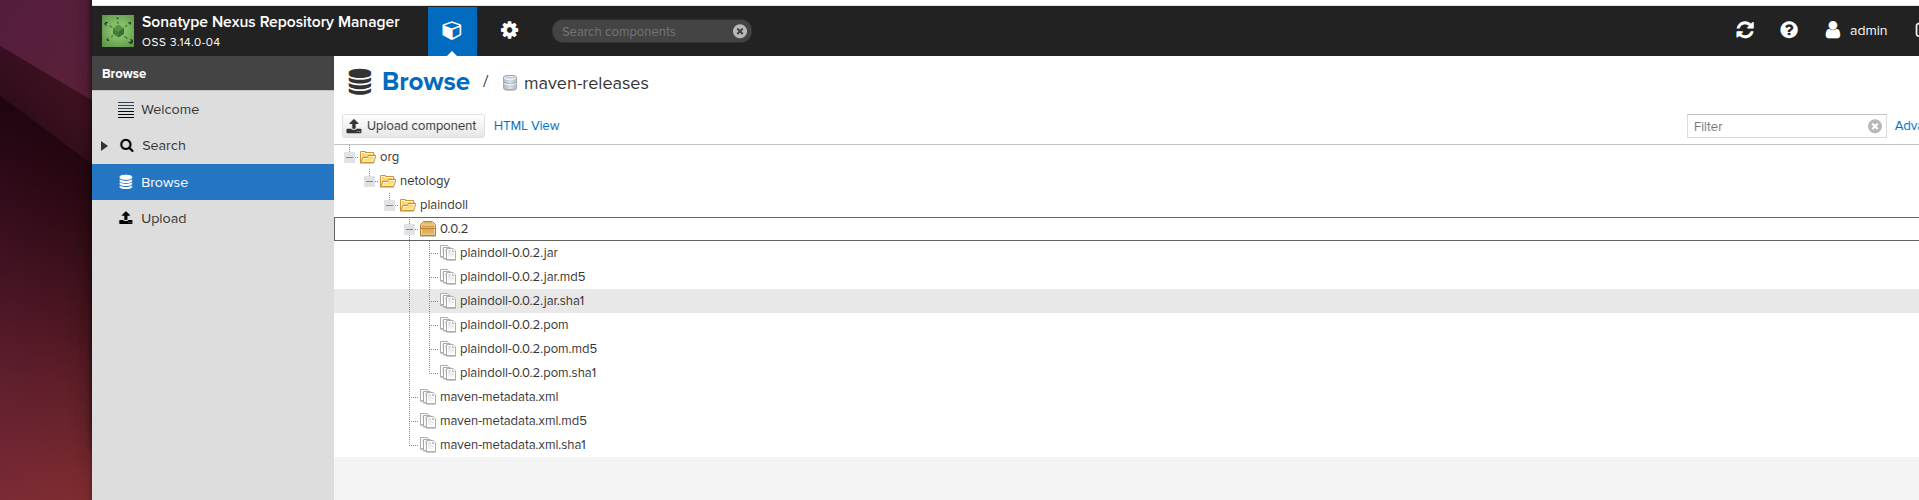 Sonatype Nexus Repository Manager
OSS 3.14.0-04
Search components
admin
Browse
Welcome
Search
Browse
Upload
Browse / maven-releases
Upload component HTML View
Filter
Adva
org
netology
plaindoll
0.0.2
plaindoll-0.0.2.jar
plaindoll-0.0.2.jar.md5
plaindoll-0.0.2.jar.sha1
plaindoll-0.0.2.pom
plaindoll-0.0.2.pom.md5
plaindoll-0.0.2.pom.sha1
maven-metadata.xml
maven-metadata.xml.md5
maven-metadata.xml.sha1